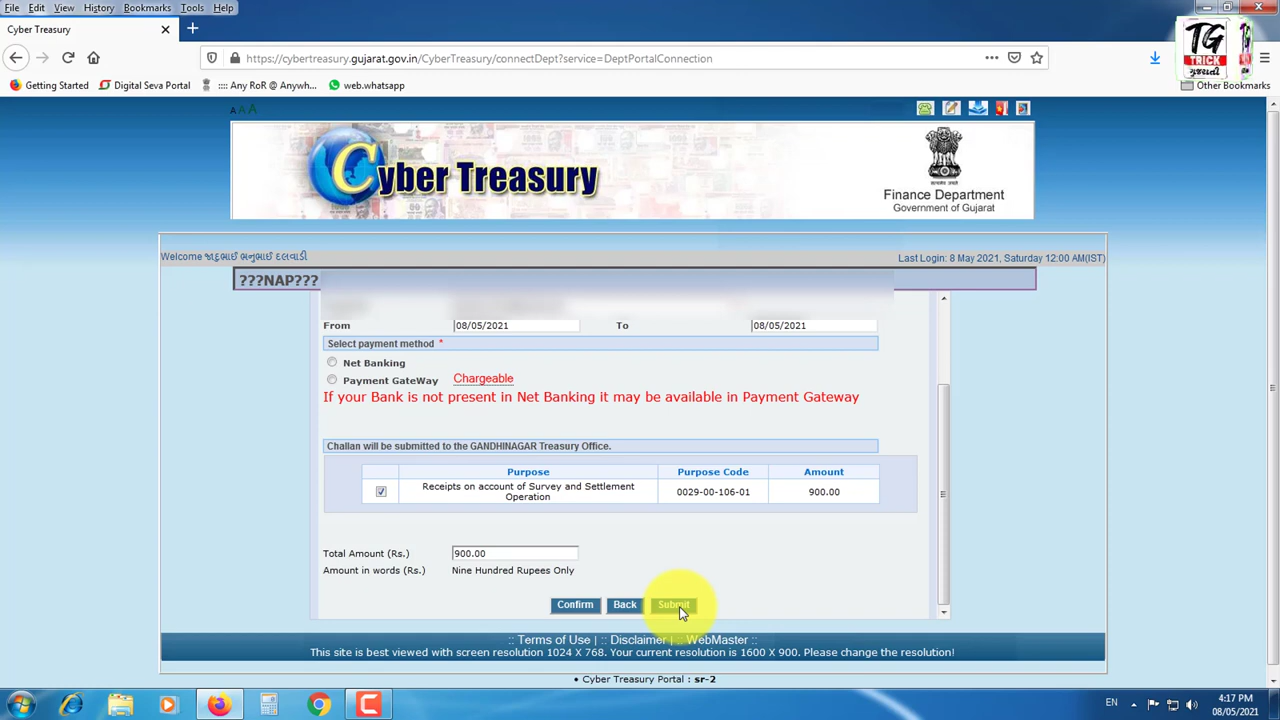 File Edit View History Bookmarks Tools Help
Cyber Treasury
https://cybertreasury.gujarat.gov.in/CyberTreasury/connectDept?service=DeptPortalConnection
TG
TRICK
ગુજરાતી
Getting Started Digital Seva Portal :::: Any RoR @ Anywh... web.whatsapp Other Bookmarks
A A A
Cyber Treasury
Finance Department
Government of Gujarat
Welcome જાદુભાઈ ભનુભાઈ દલવાડી Last Login: 8 May 2021, Saturday 12:00 AM(IST)
???NAP???
From 08/05/2021 To 08/05/2021
Select payment method *
Net Banking
Payment GateWay Chargeable
If your Bank is not present in Net Banking it may be available in Payment Gateway
Challan will be submitted to the GANDHINAGAR Treasury Office.
Purpose Purpose Code Amount
Receipts on account of Survey and Settlement
Operation 0029-00-106-01 900.00
Total Amount (Rs.) 900.00
Amount in words (Rs.) Nine Hundred Rupees Only
Confirm Back Submit
:: Terms of Use | :: Disclaimer | :: WebMaster ::
This site is best viewed with screen resolution 1024 X 768. Your current resolution is 1600 X 900. Please change the resolution!
• Cyber Treasury Portal : sr-2
EN 4:17 PM
08/05/2021